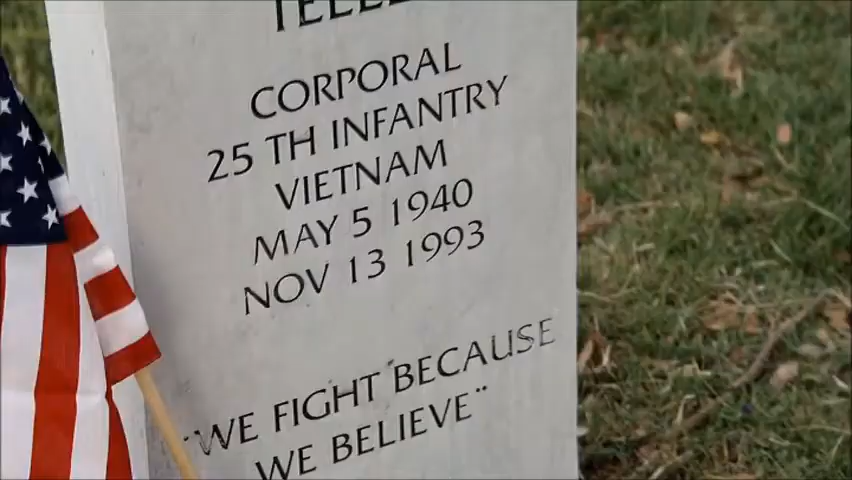 CORPORAL
25 TH INFANTRY
VIETNAM
MAY 5 1940
NOV 13 1993
"WE FIGHT BECAUSE
WE BELIEVE"